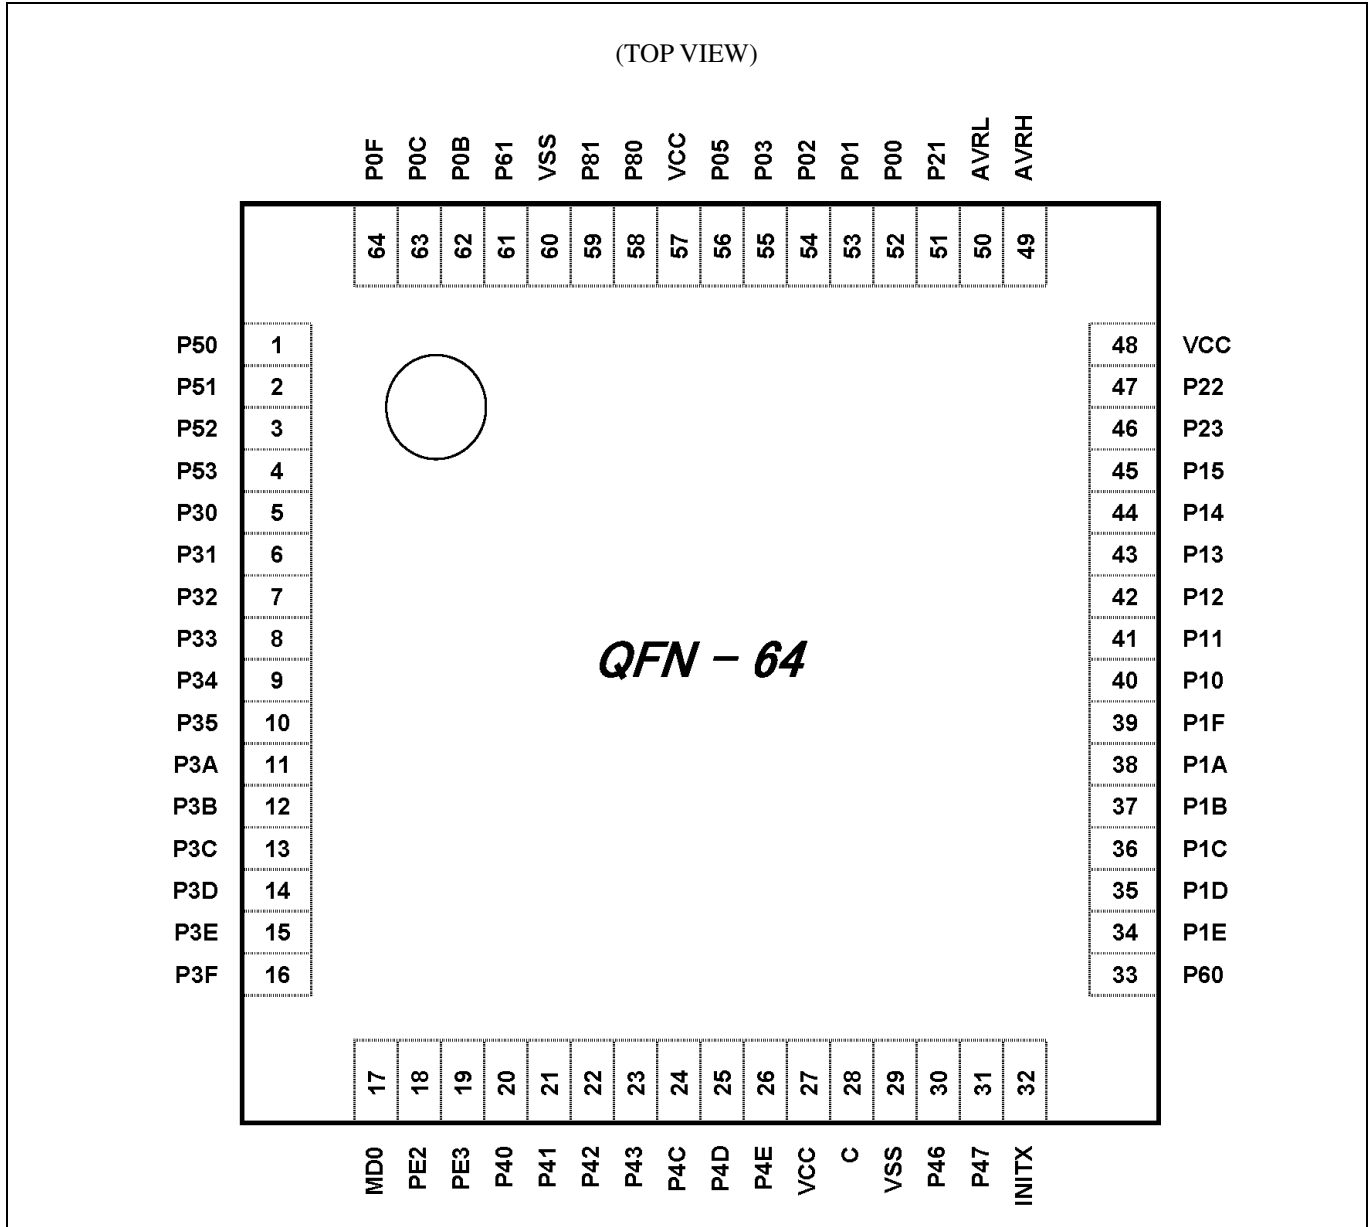 (TOP VIEW)
P0F P0C P0B P61 VSS P81 P80 VCC P05 P03 P02 P01 P00 P21 AVRL AVRH
64 63 62 61 60 59 58 57 56 55 54 53 52 51 50 49
P50 1 48 VCC
P51 2 47 P22
P52 3 46 P23
P53 4 45 P15
P30 5 44 P14
P31 6 43 P13
P32 7 42 P12
P33 8 41 P11
QFN - 64
P34 9 40 P10
P35 10 39 P1F
P3A 11 38 P1A
P3B 12 37 P1B
P3C 13 36 P1C
P3D 14 35 P1D
P3E 15 34 P1E
P3F 16 33 P60
17 18 19 20 21 22 23 24 25 26 27 28 29 30 31 32
MD0 PE2 PE3 P40 P41 P42 P43 P4C P4D P4E VCC C VSS P46 P47 INITX